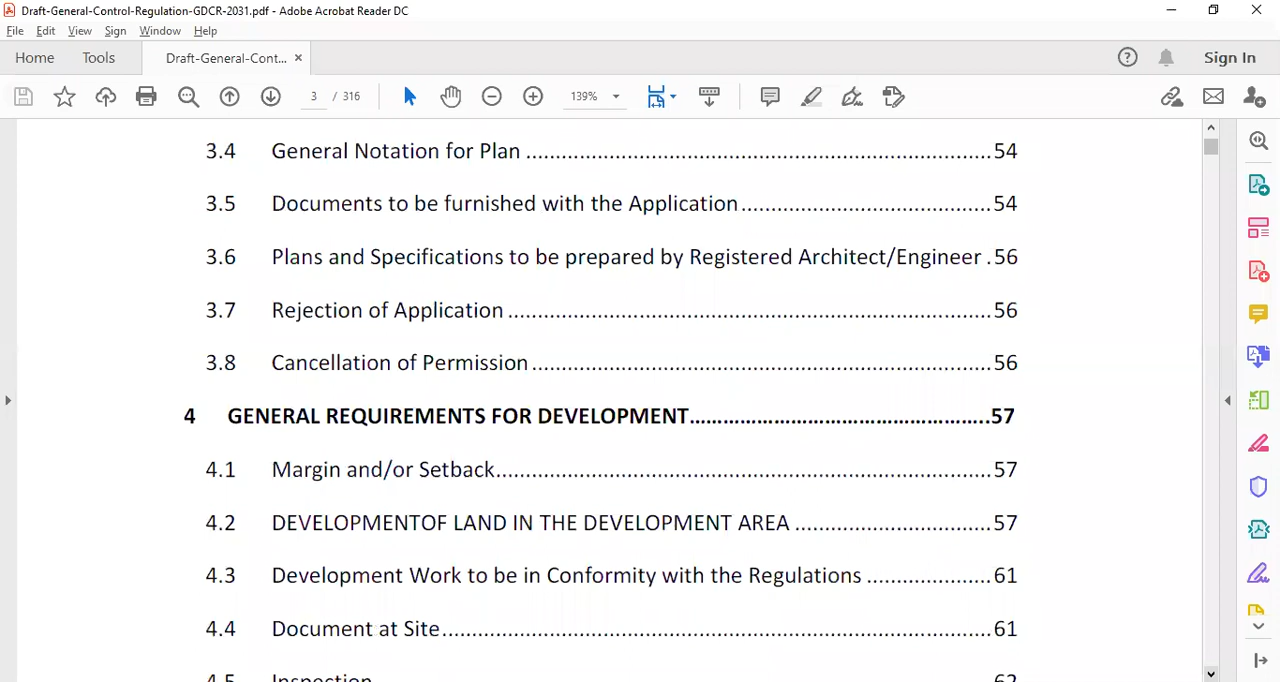 Draft-General-Control-Regulation-GDCR-2031.pdf - Adobe Acrobat Reader DC
File Edit View Sign Window Help
Home Tools Draft-General-Cont... × Sign In
3 / 316 139%
3.4 General Notation for Plan ........................................................................ 54
3.5 Documents to be furnished with the Application ...................................... 54
3.6 Plans and Specifications to be prepared by Registered Architect/Engineer . 56
3.7 Rejection of Application ........................................................................... 56
3.8 Cancellation of Permission ....................................................................... 56
4 GENERAL REQUIREMENTS FOR DEVELOPMENT............................................... 57
4.1 Margin and/or Setback............................................................................. 57
4.2 DEVELOPMENTOF LAND IN THE DEVELOPMENT AREA .............................. 57
4.3 Development Work to be in Conformity with the Regulations ................... 61
4.4 Document at Site...................................................................................... 61
4.5 Inspection 62